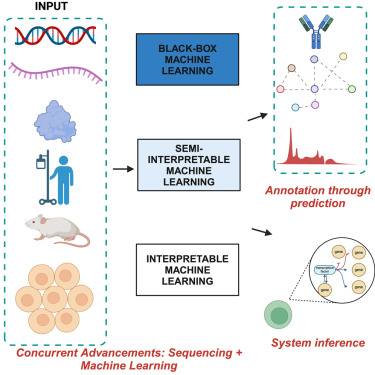 INPUT
BLACK-BOX
MACHINE
LEARNING
SEMI-
INTERPRETABLE
MACHINE
LEARNING
Annotation through
prediction
INTERPRETABLE
MACHINE
LEARNING
gene
gene
gene
gene
gene
transcription
factor
System inference
Concurrent Advancements: Sequencing +
Machine Learning